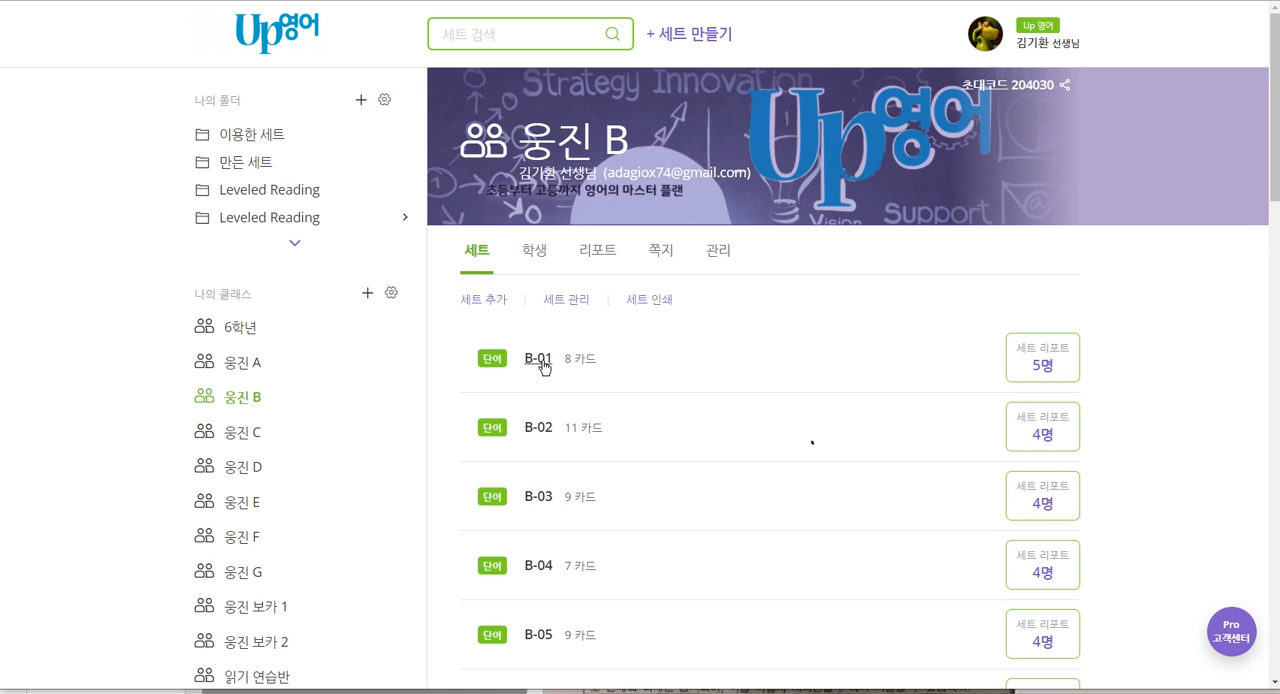 Up영어
세트 검색
+ 세트 만들기
Up 영어
김기환 선생님
나의 폴더
이용한 세트
만든 세트
Leveled Reading
Leveled Reading
나의 클래스
6학년
웅진 A
웅진 B
웅진 C
웅진 D
웅진 E
웅진 F
웅진 G
웅진 보카 1
웅진 보카 2
읽기 연습반
Strategy Innovation
초대코드 204030
Up영어
웅진 B
김기환 선생님 (adagiox74@gmail.com)
초등부터 고등까지 영어의 마스터 플랜
Vision
Support
세트 학생 리포트 쪽지 관리
세트 추가 | 세트 관리 | 세트 인쇄
단어 B-01 8 카드 세트 리포트
5명
단어 B-02 11 카드 세트 리포트
4명
단어 B-03 9 카드 세트 리포트
4명
단어 B-04 7 카드 세트 리포트
4명
단어 B-05 9 카드 세트 리포트
4명
Pro
고객센터